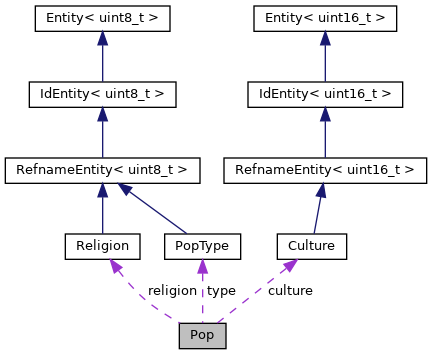 Entity< uint8_t >
Entity< uint16_t >
IdEntity< uint8_t >
IdEntity< uint16_t >
RefnameEntity< uint8_t >
RefnameEntity< uint16_t >
Religion
PopType
Culture
religion
type
culture
Pop